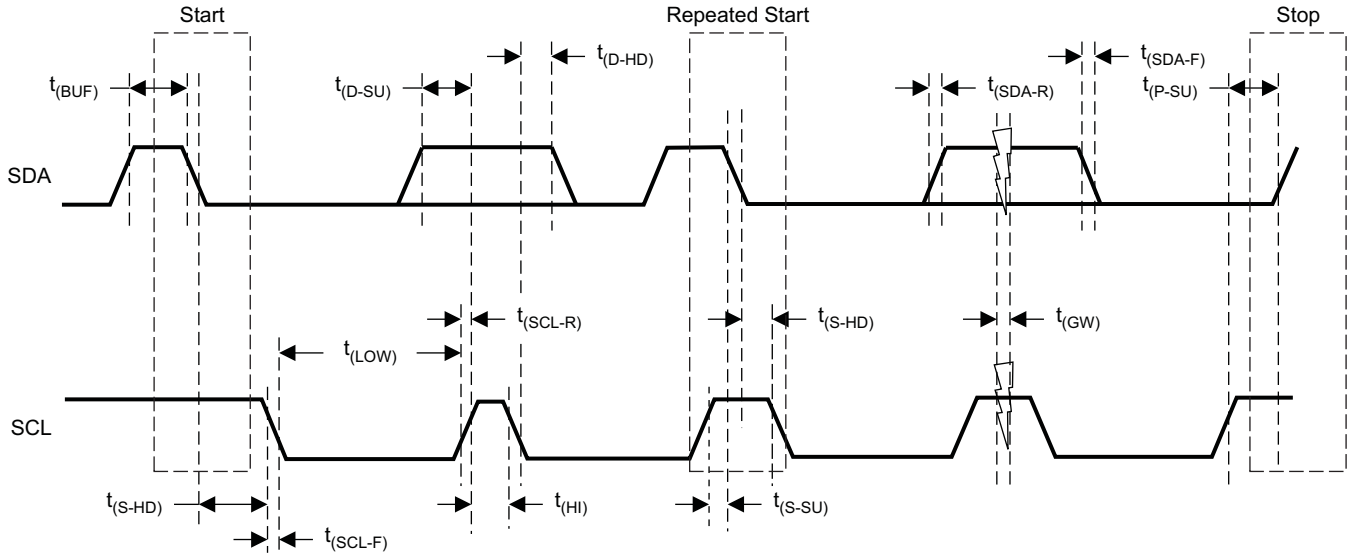 Start
Repeated Start
Stop
t(BUF)
t(D-SU)
t(D-HD)
t(SDA-R)
t(SDA-F)
t(P-SU)
SDA
t(LOW)
t(SCL-R)
t(S-HD)
t(GW)
SCL
t(S-HD)
t(SCL-F)
t(HI)
t(S-SU)